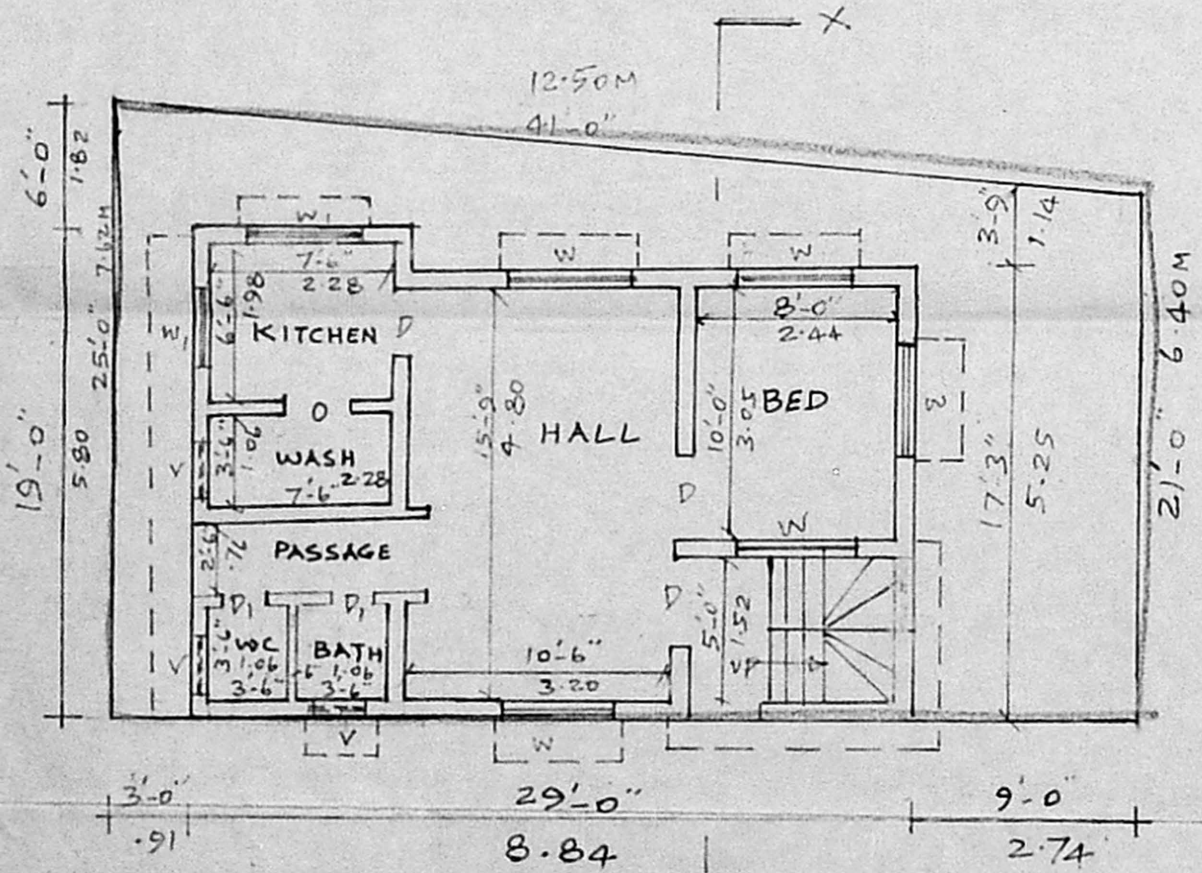 X
12.50M
41'-0"
6'-0"
1.82
25'-0" 7.62M
19'-0"
5.80
W
7'-6"
2.28
6'-6"
1.98
W1
KITCHEN
D
O
V
3'-6"
1.06
WASH
7'-6" 2.28
W
W
15'-9"
4.80
HALL
8'-0"
2.44
10'-0"
3.05
BED
W
D
3'-9"
1.14
17'-3"
5.25
21'-0" 6.40M
PASSAGE
2'-6"
.76
D1
D1
V
3'-6"
WC
1.06
3'-6"
6"
BATH
1.06
3'-6"
V
10'-6"
3.20
W
W
D
5'-0"
1.52
UP
3'-0"
.91
29'-0"
8.84
9'-0"
2.74